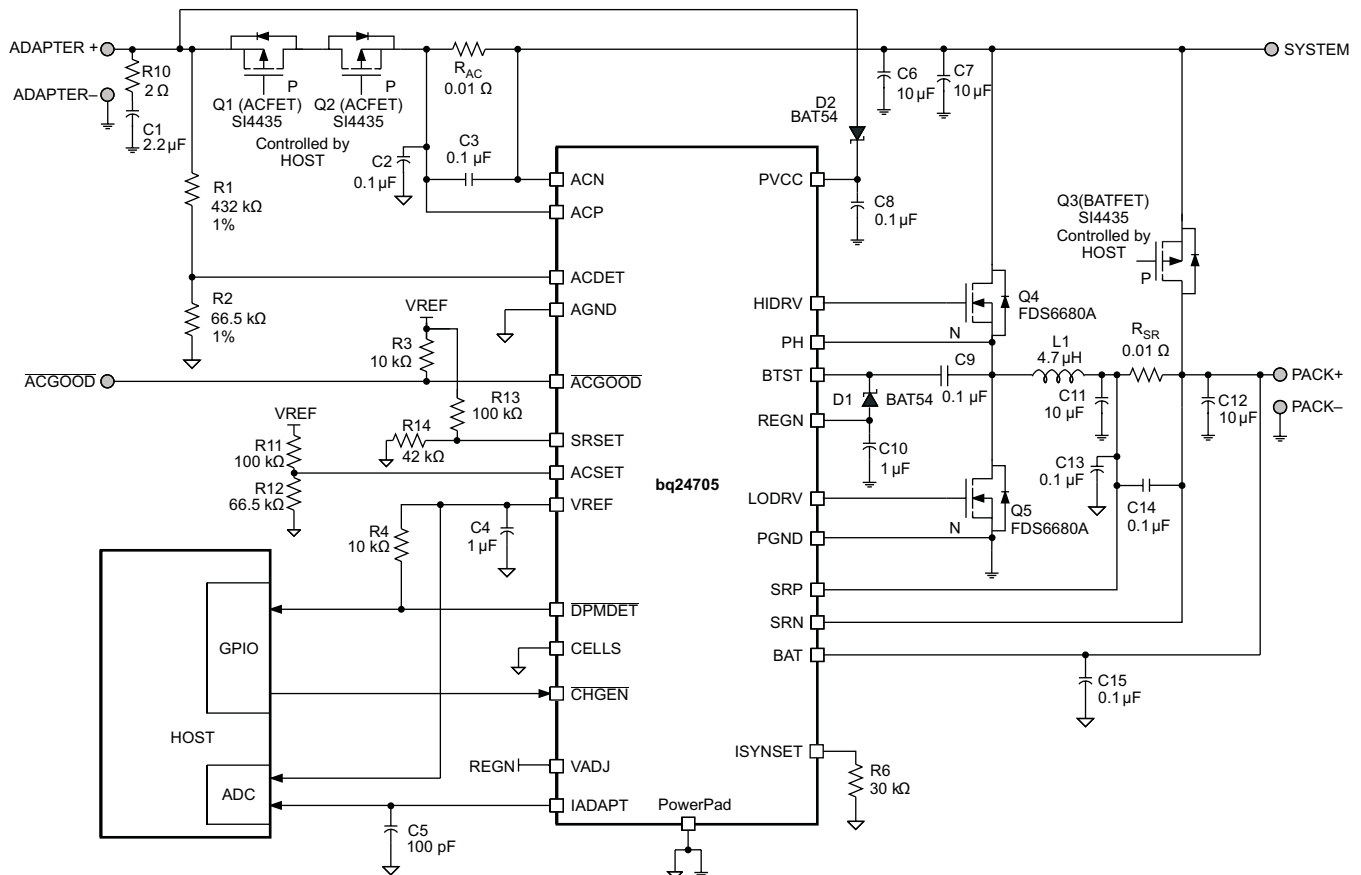 ADAPTER +
ADAPTER–
R10
2 Ω
C1
2.2 µF
P
Q1 (ACFET)
SI4435
P
Q2 (ACFET)
SI4435
Controlled by
HOST
RAC
0.01 Ω
C2
0.1 µF
C3
0.1 µF
D2
BAT54
C6
10 µF
C7
10 µF
SYSTEM
R1
432 kΩ
1%
R2
66.5 kΩ
1%
ACGOOD
VREF
R3
10 kΩ
R13
100 kΩ
R14
42 kΩ
VREF
R11
100 kΩ
R12
66.5 kΩ
R4
10 kΩ
C4
1 µF
GPIO
HOST
ADC
REGN
C5
100 pF
ACN
ACP
ACDET
AGND
ACGOOD
SRSET
ACSET
VREF
DPMDET
CELLS
CHGEN
VADJ
IADAPT
bq24705
PowerPad
PVCC
HIDRV
PH
BTST
REGN
LODRV
PGND
SRP
SRN
BAT
ISYNSET
C8
0.1 µF
Q3(BATFET)
SI4435
Controlled by
HOST
P
Q4
FDS6680A
N
D1
BAT54
C9
0.1 µF
C10
1 µF
L1
4.7 µH
RSR
0.01 Ω
C11
10 µF
C12
10 µF
PACK+
PACK–
C13
0.1 µF
C14
0.1 µF
Q5
FDS6680A
N
C15
0.1 µF
R6
30 kΩ